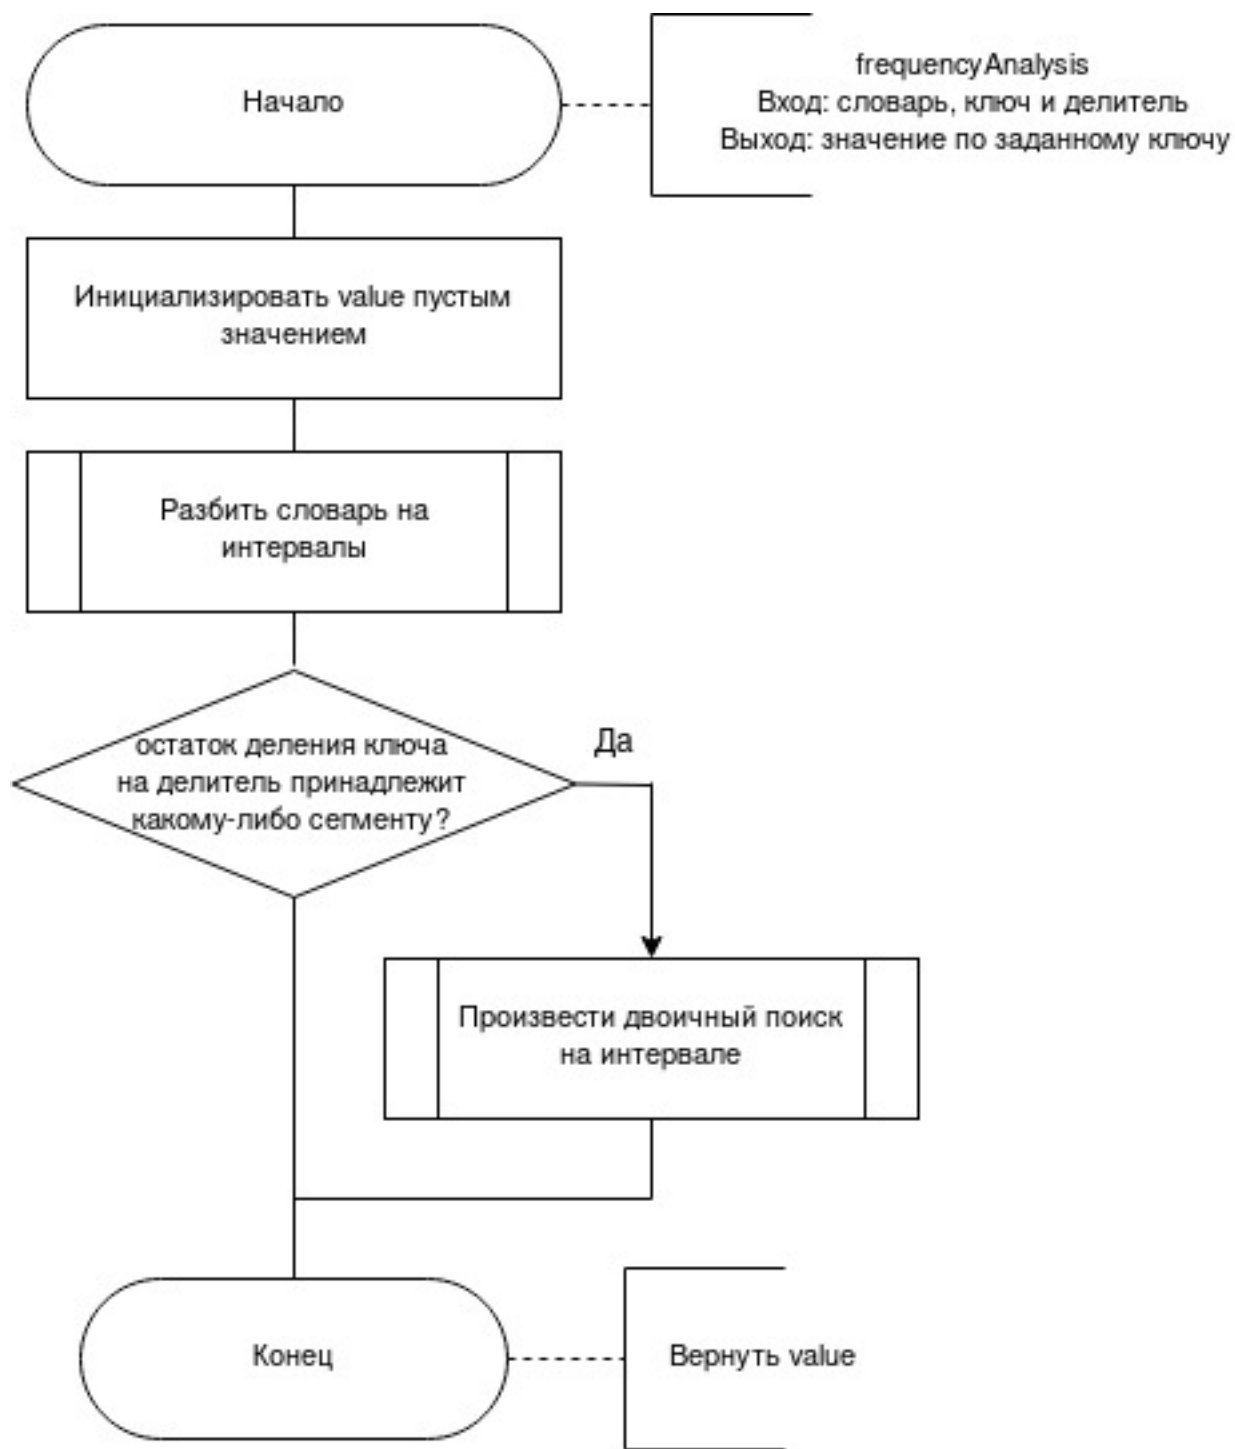 Начало
frequencyAnalysis
Вход: словарь, ключ и делитель
Выход: значение по заданному ключу
Инициализировать value пустым
значением
Разбить словарь на
интервалы
остаток деления ключа
на делитель принадлежит
какому-либо сегменту?
Да
Произвести двоичный поиск
на интервале
Конец
Вернуть value